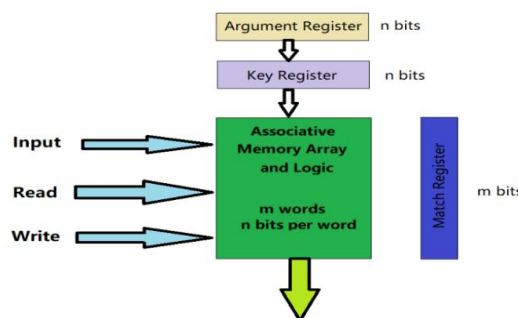 Argument Register
n bits
Key Register
n bits
Input
Read
Write
Associative
Memory Array
and Logic
m words
n bits per word
Match Register
m bits